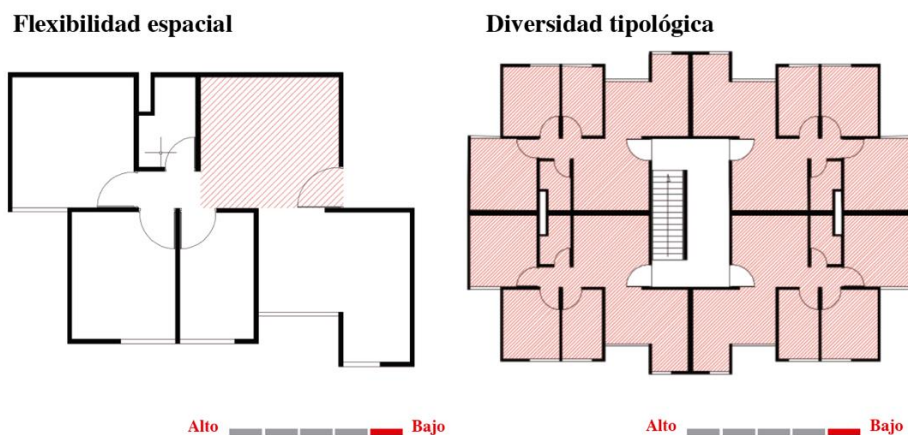 Flexibilidad espacial
Diversidad tipológica
Alto Bajo
Alto Bajo